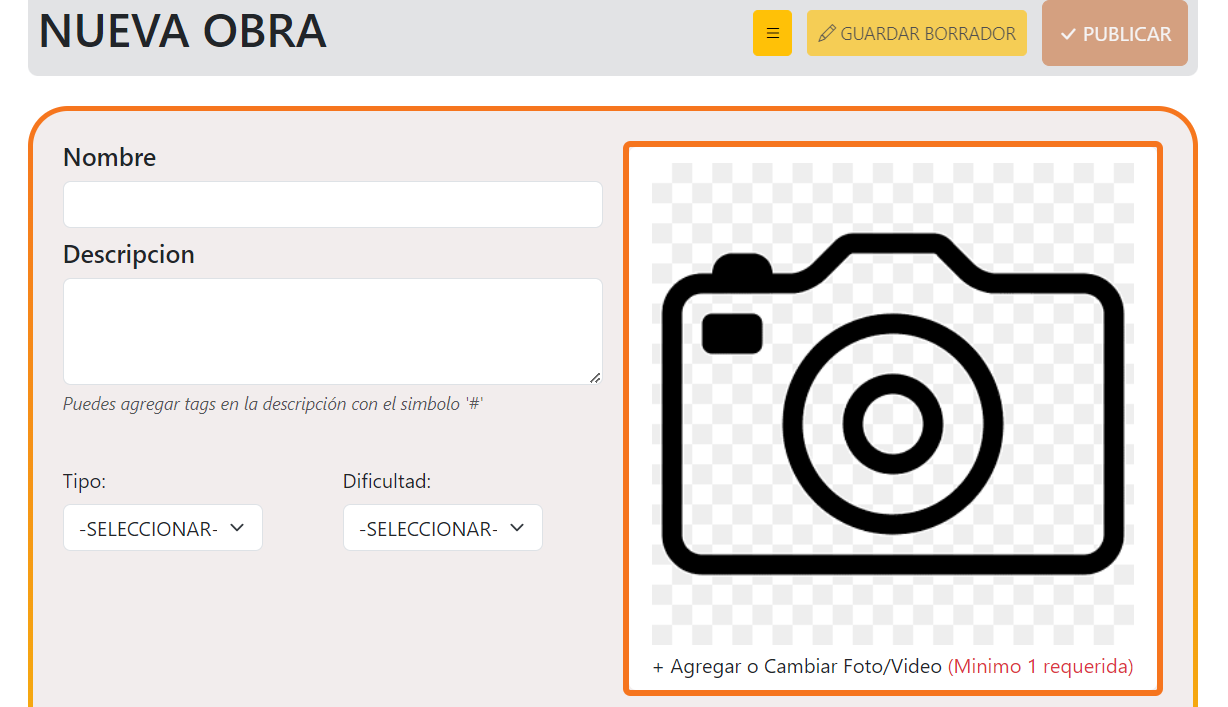 NUEVA OBRA
GUARDAR BORRADOR
PUBLICAR
Nombre
Descripcion
Puedes agregar tags en la descripción con el simbolo '#'
Tipo:
Dificultad:
-SELECCIONAR-
-SELECCIONAR-
+ Agregar o Cambiar Foto/Video (Minimo 1 requerida)